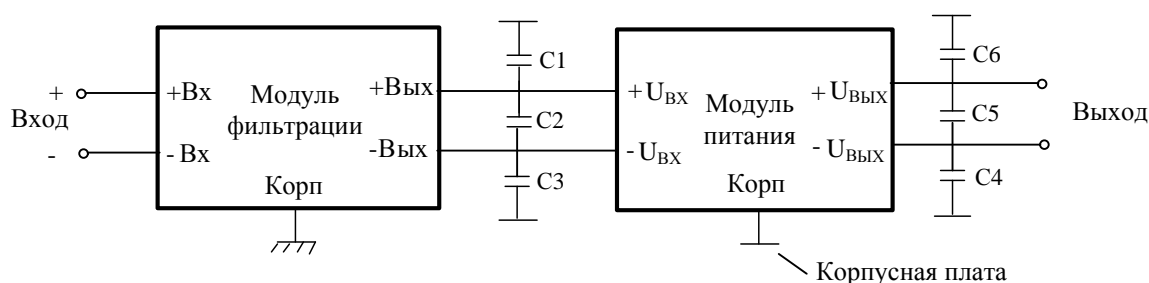 +
Вход
-
+Вх
- Вх
Модуль
фильтрации
Корп
+Вых
-Вых
C1
C2
C3
+UВХ
-UВХ
Модуль
питания
Корп
+UВЫХ
- UВЫХ
C6
C5
C4
Выход
Корпусная плата